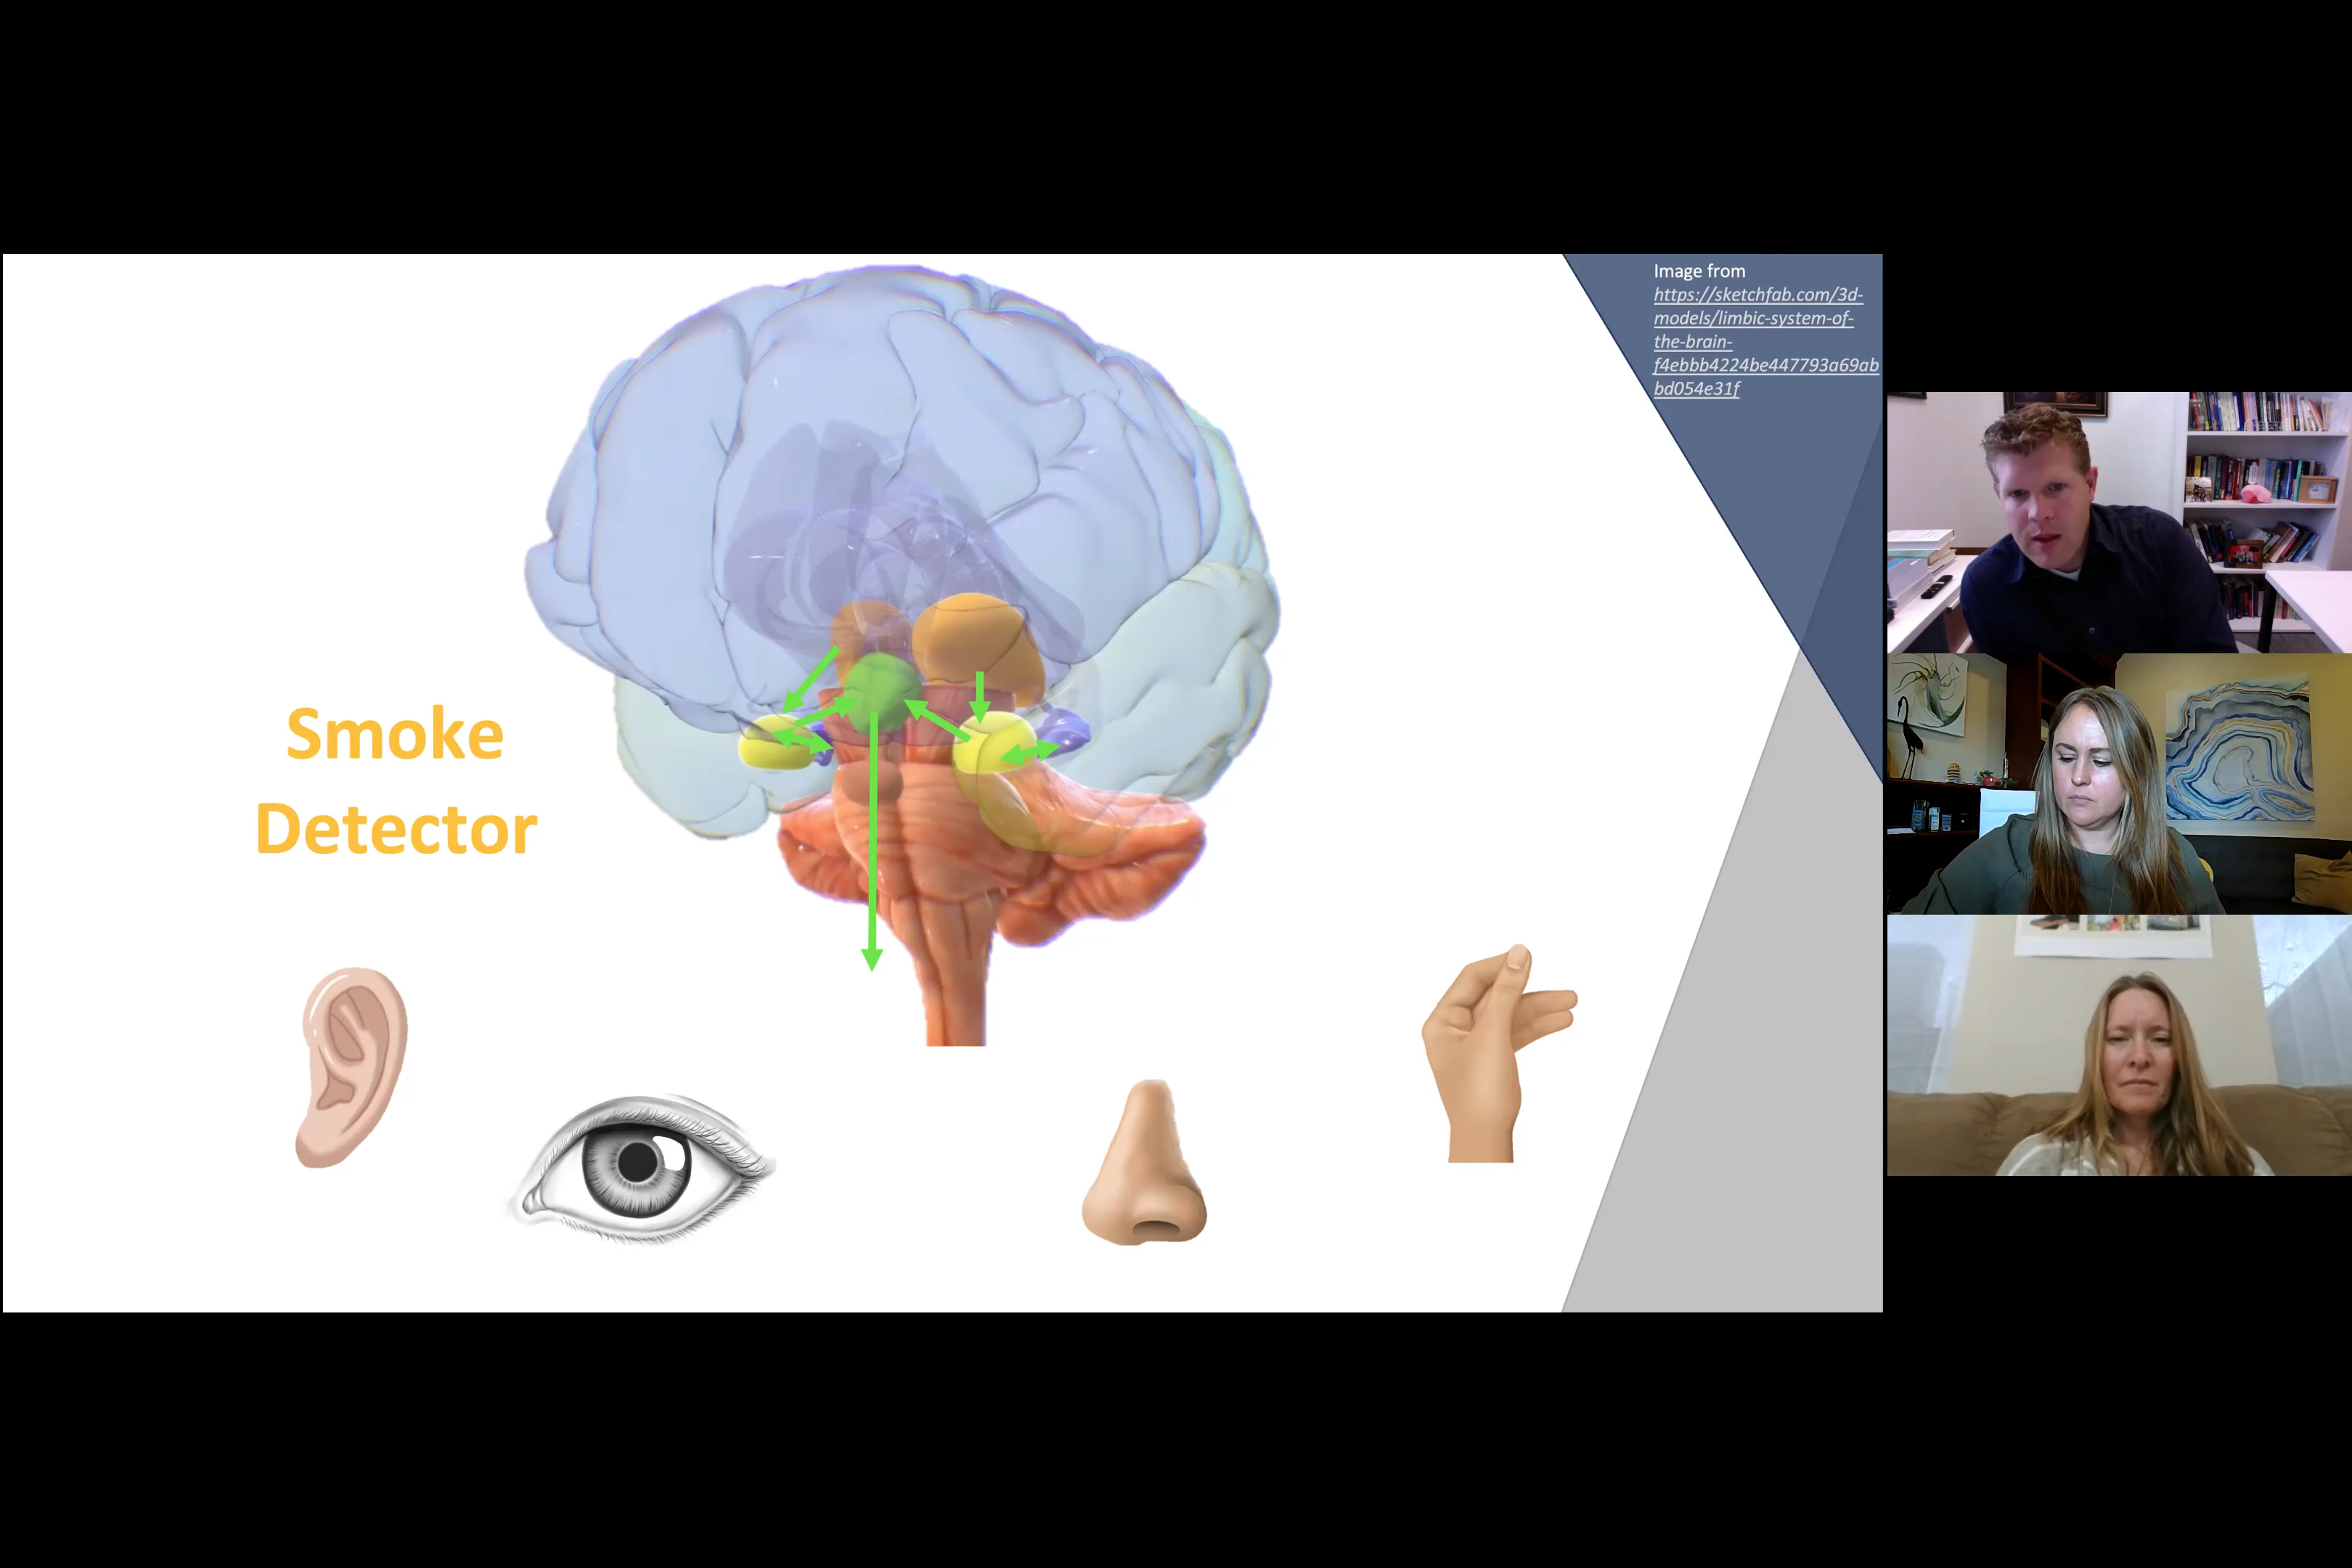 Image from
https://sketchfab.com/3d-
models/limbic-system-of-
the-brain-
f4ebbb4224be447793a69ab
bd054e31f
Smoke
Detector